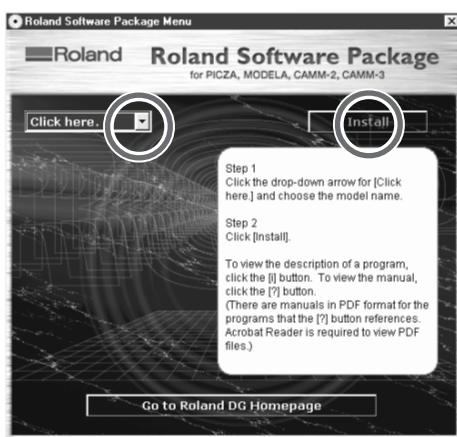 Roland Software Package Menu
Roland
Roland Software Package
for PICZA, MODELA, CAMM-2, CAMM-3
Click here.
Install
Step 1
Click the drop-down arrow for [Click
here.] and choose the model name.
Step 2
Click [Install].
To view the description of a program,
click the [i] button. To view the manual,
click the [?] button.
(There are manuals in PDF format for the
programs that the [?] button references.
Acrobat Reader is required to view PDF
files.)
Go to Roland DG Homepage